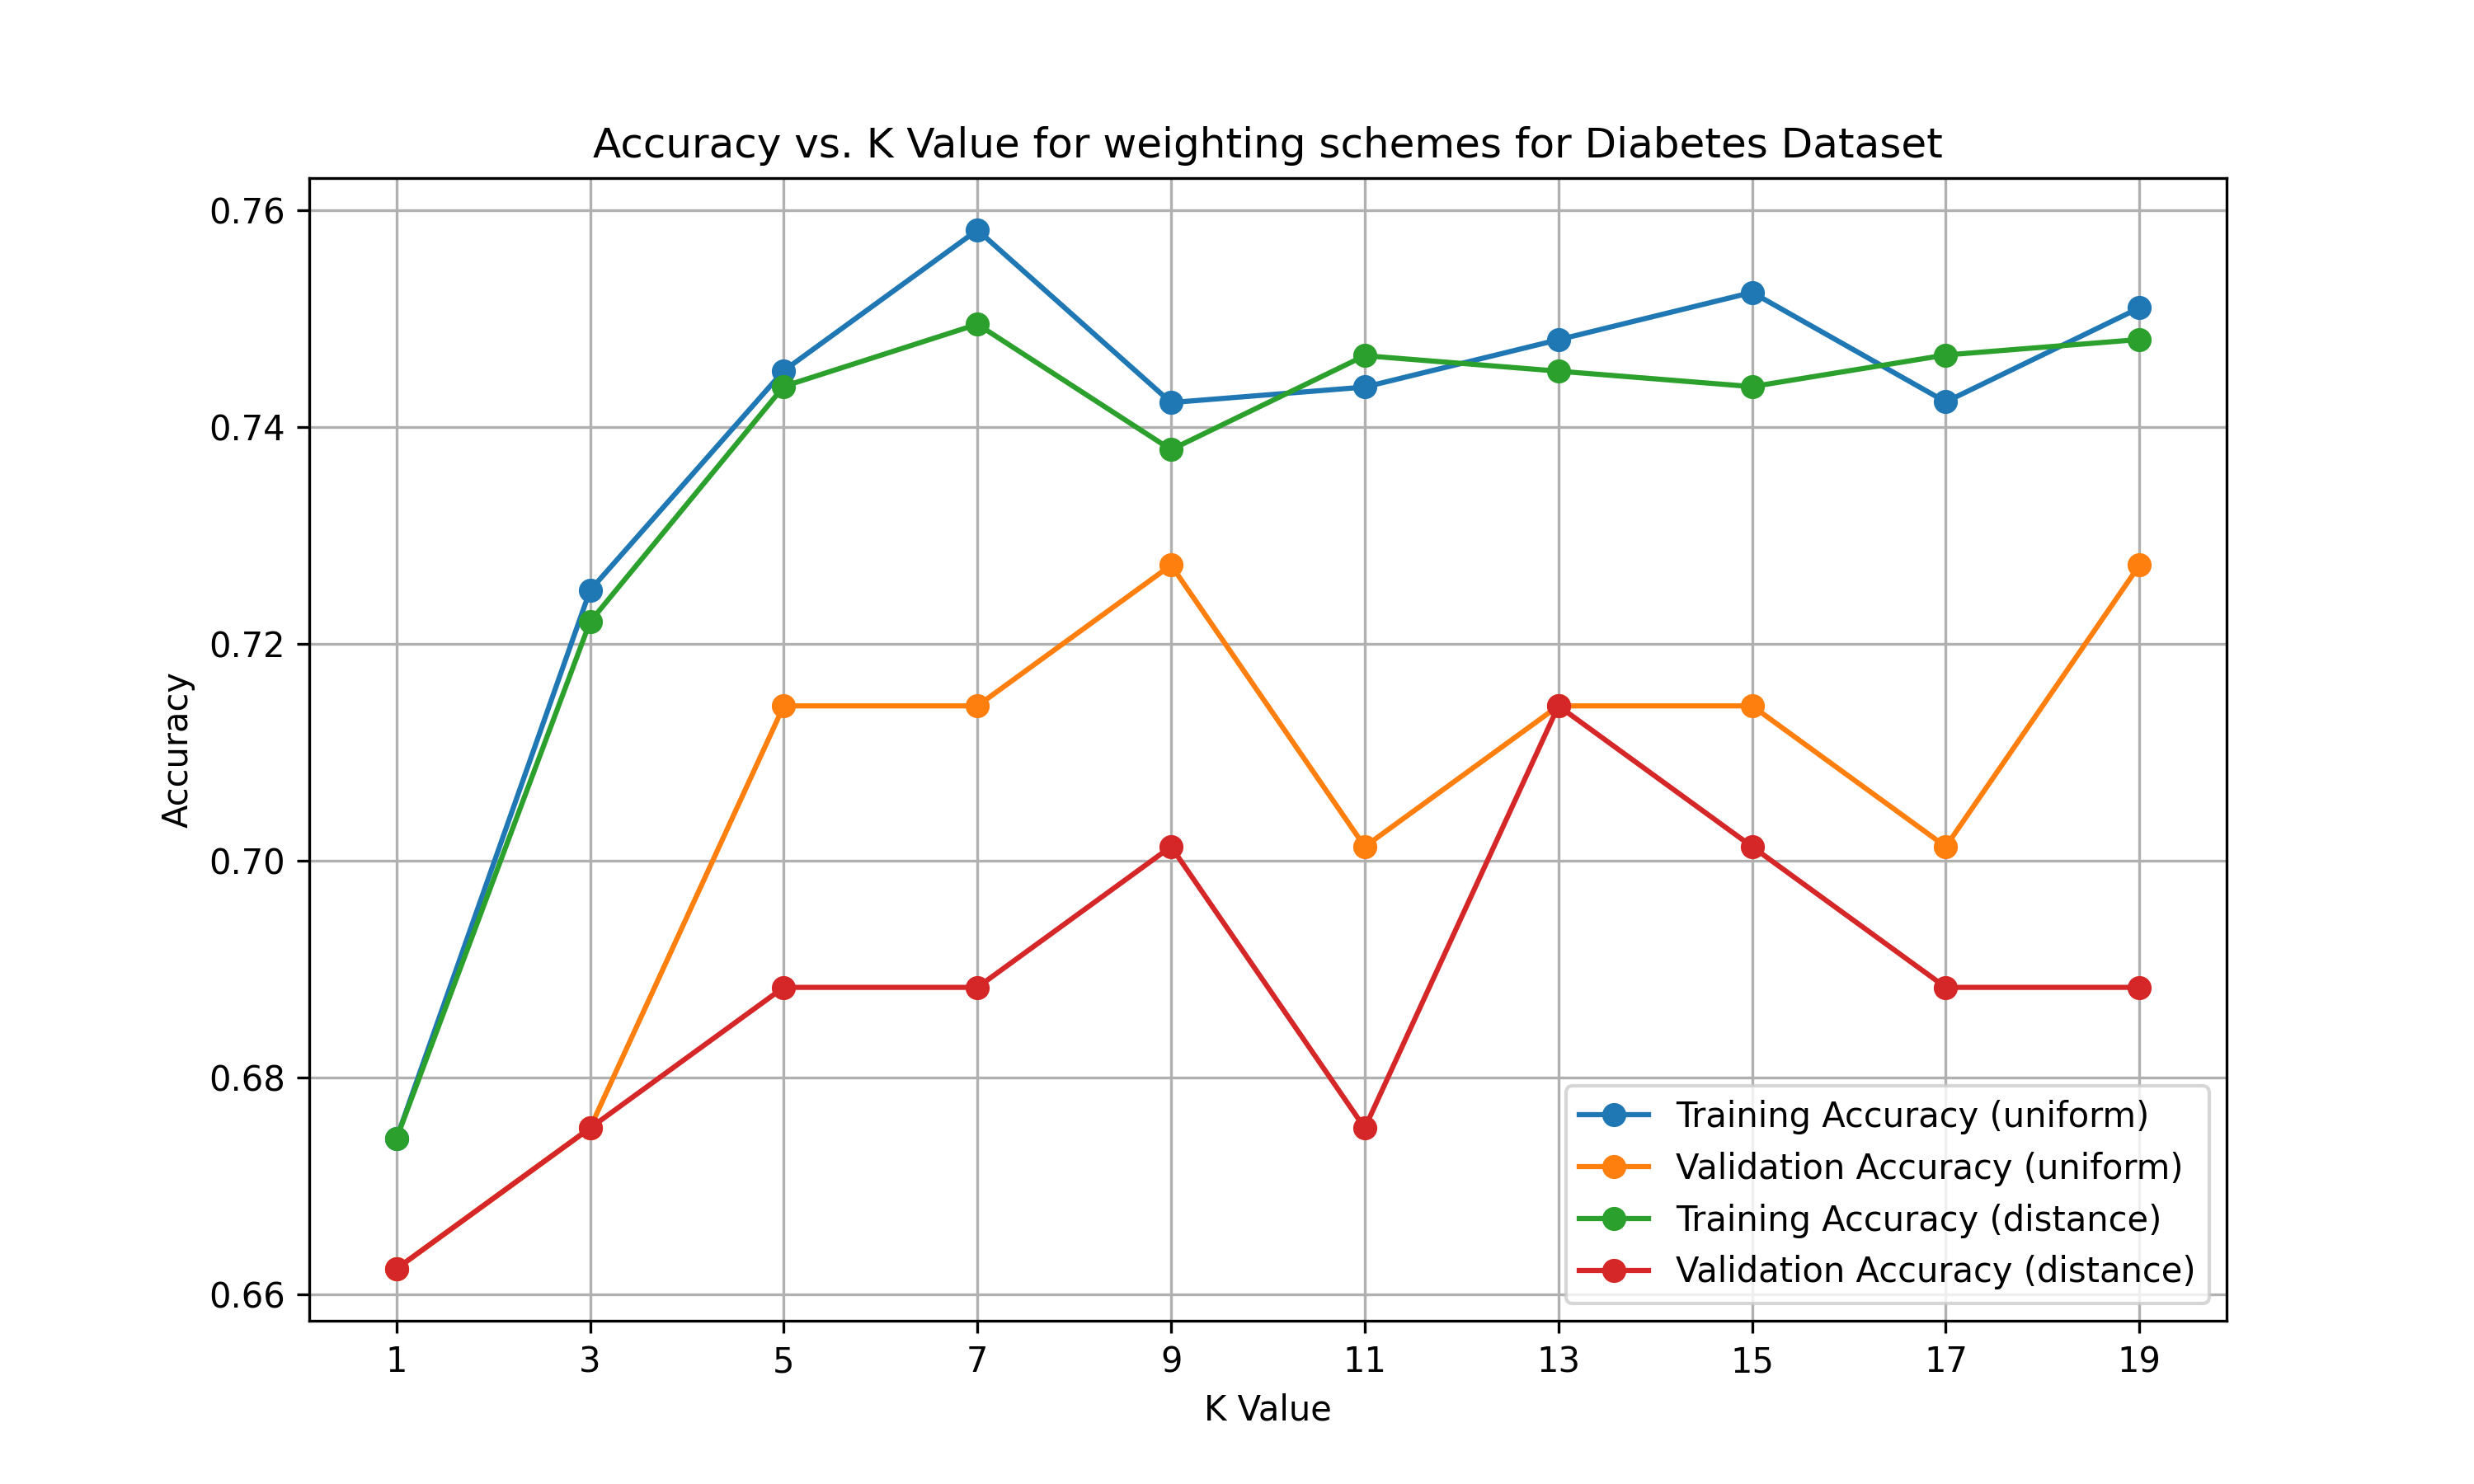 Accuracy vs. K Value for weighting schemes for Diabetes Dataset
0.76
0.74
0.72
0.70
0.68
0.66
Accuracy
1 3 5 7 9 11 13 15 17 19
K Value
Training Accuracy (uniform)
Validation Accuracy (uniform)
Training Accuracy (distance)
Validation Accuracy (distance)